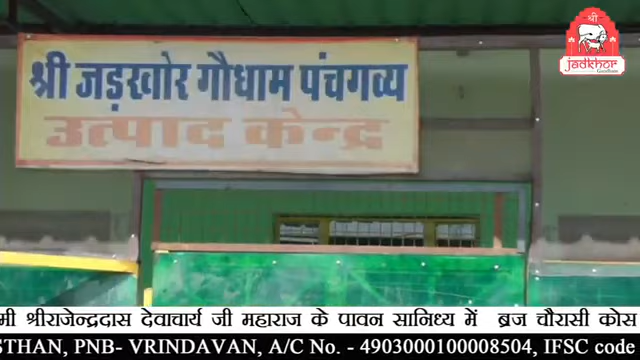 श्री
jadkhor
श्री जड़खोर गौधाम पंचगव्य
उत्पाद केन्द्र
मी श्रीराजेन्द्रदास देवाचार्य जी महाराज के पावन सानिध्य में ब्रज चौरासी कोस
STHAN, PNB- VRINDAVAN, A/C No. - 4903000100008504, IFSC code